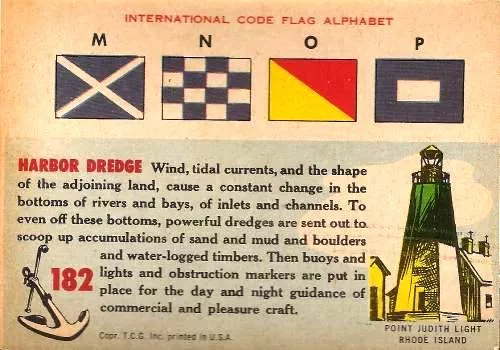 INTERNATIONAL CODE FLAG ALPHABET
M N O P
HARBOR DREDGE Wind, tidal currents, and the shape
of the adjoining land, cause a constant change in the
bottoms of rivers and bays, of inlets and channels. To
even off these bottoms, powerful dredges are sent out to
scoop up accumulations of sand and mud and boulders
and water-logged timbers. Then buoys and
lights and obstruction markers are put in
place for the day and night guidance of
commercial and pleasure craft.
182
Copr. T.C.G. Inc. printed in U.S.A.
POINT JUDITH LIGHT
RHODE ISLAND